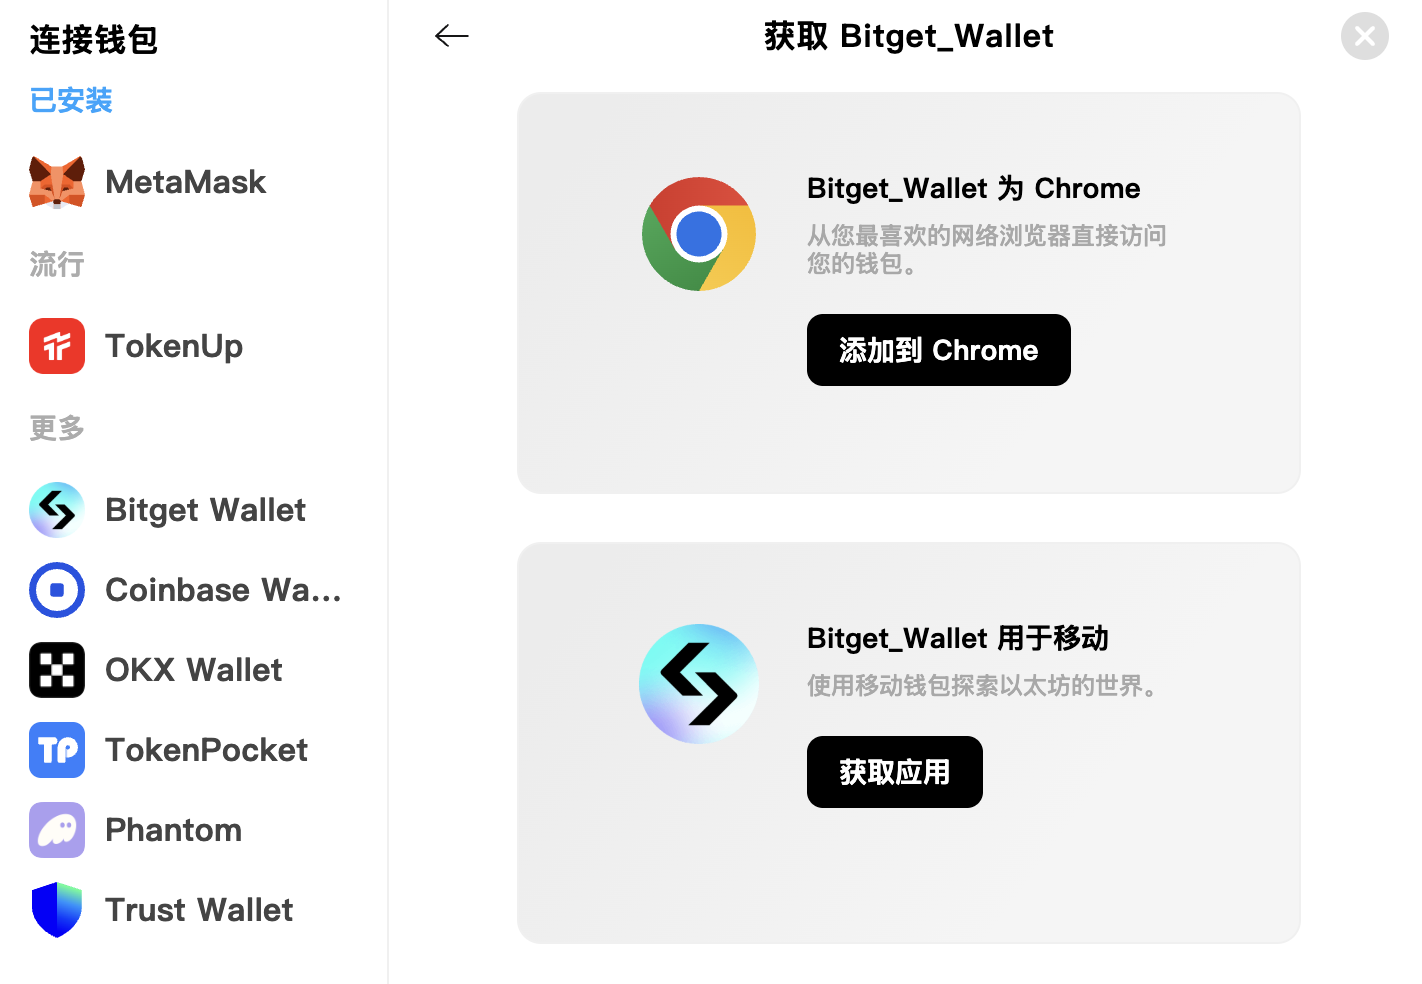 连接钱包
已安装
MetaMask
流行
TokenUp
更多
Bitget Wallet
Coinbase Wa...
OKX Wallet
TP
TokenPocket
Phantom
Trust Wallet
获取 Bitget_Wallet
Bitget_Wallet 为 Chrome
从您最喜欢的网络浏览器直接访问
您的钱包。
添加到 Chrome
Bitget_Wallet 用于移动
使用移动钱包探索以太坊的世界。
获取应用